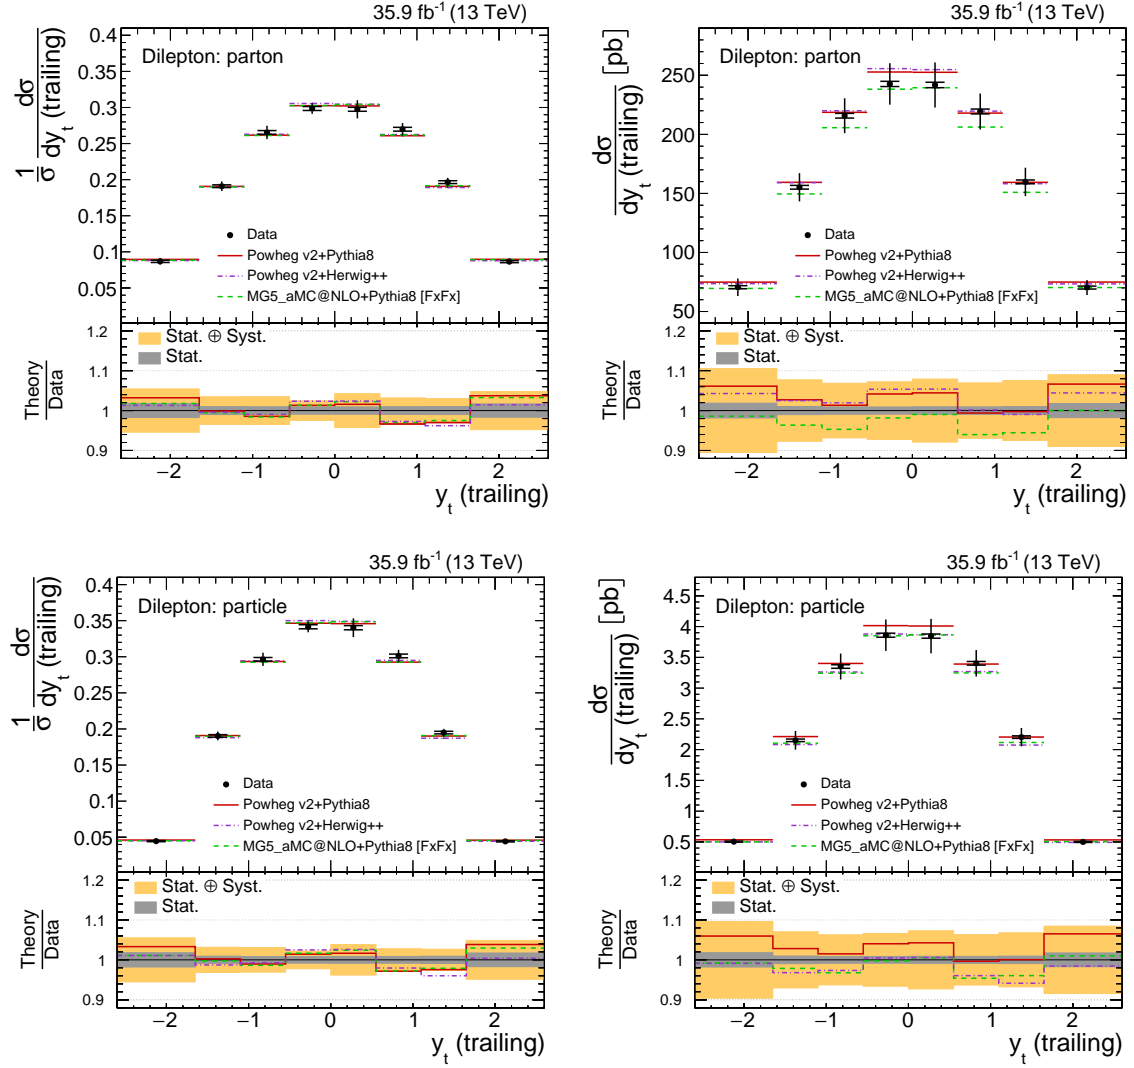 35.9 fb⁻¹ (13 TeV)
Dilepton: parton
1/σ dσ/dy_t (trailing)
0.4
0.35
0.3
0.25
0.2
0.15
0.1
0.05
Data
Powheg v2+Pythia8
Powheg v2+Herwig++
MG5_aMC@NLO+Pythia8 [FxFx]
Theory/Data
1.2
1.1
1
0.9
Stat. ⊕ Syst.
Stat.
−2 −1 0 1 2
y_t (trailing)
35.9 fb⁻¹ (13 TeV)
Dilepton: parton
dσ/dy_t (trailing) [pb]
250
200
150
100
50
Data
Powheg v2+Pythia8
Powheg v2+Herwig++
MG5_aMC@NLO+Pythia8 [FxFx]
Theory/Data
1.2
1.1
1
0.9
Stat. ⊕ Syst.
Stat.
−2 −1 0 1 2
y_t (trailing)
35.9 fb⁻¹ (13 TeV)
Dilepton: particle
1/σ dσ/dy_t (trailing)
0.4
0.35
0.3
0.25
0.2
0.15
0.1
0.05
Data
Powheg v2+Pythia8
Powheg v2+Herwig++
MG5_aMC@NLO+Pythia8 [FxFx]
Theory/Data
1.2
1.1
1
0.9
Stat. ⊕ Syst.
Stat.
−2 −1 0 1 2
y_t (trailing)
35.9 fb⁻¹ (13 TeV)
Dilepton: particle
dσ/dy_t (trailing) [pb]
4.5
4
3.5
3
2.5
2
1.5
1
0.5
Data
Powheg v2+Pythia8
Powheg v2+Herwig++
MG5_aMC@NLO+Pythia8 [FxFx]
Theory/Data
1.2
1.1
1
0.9
Stat. ⊕ Syst.
Stat.
−2 −1 0 1 2
y_t (trailing)